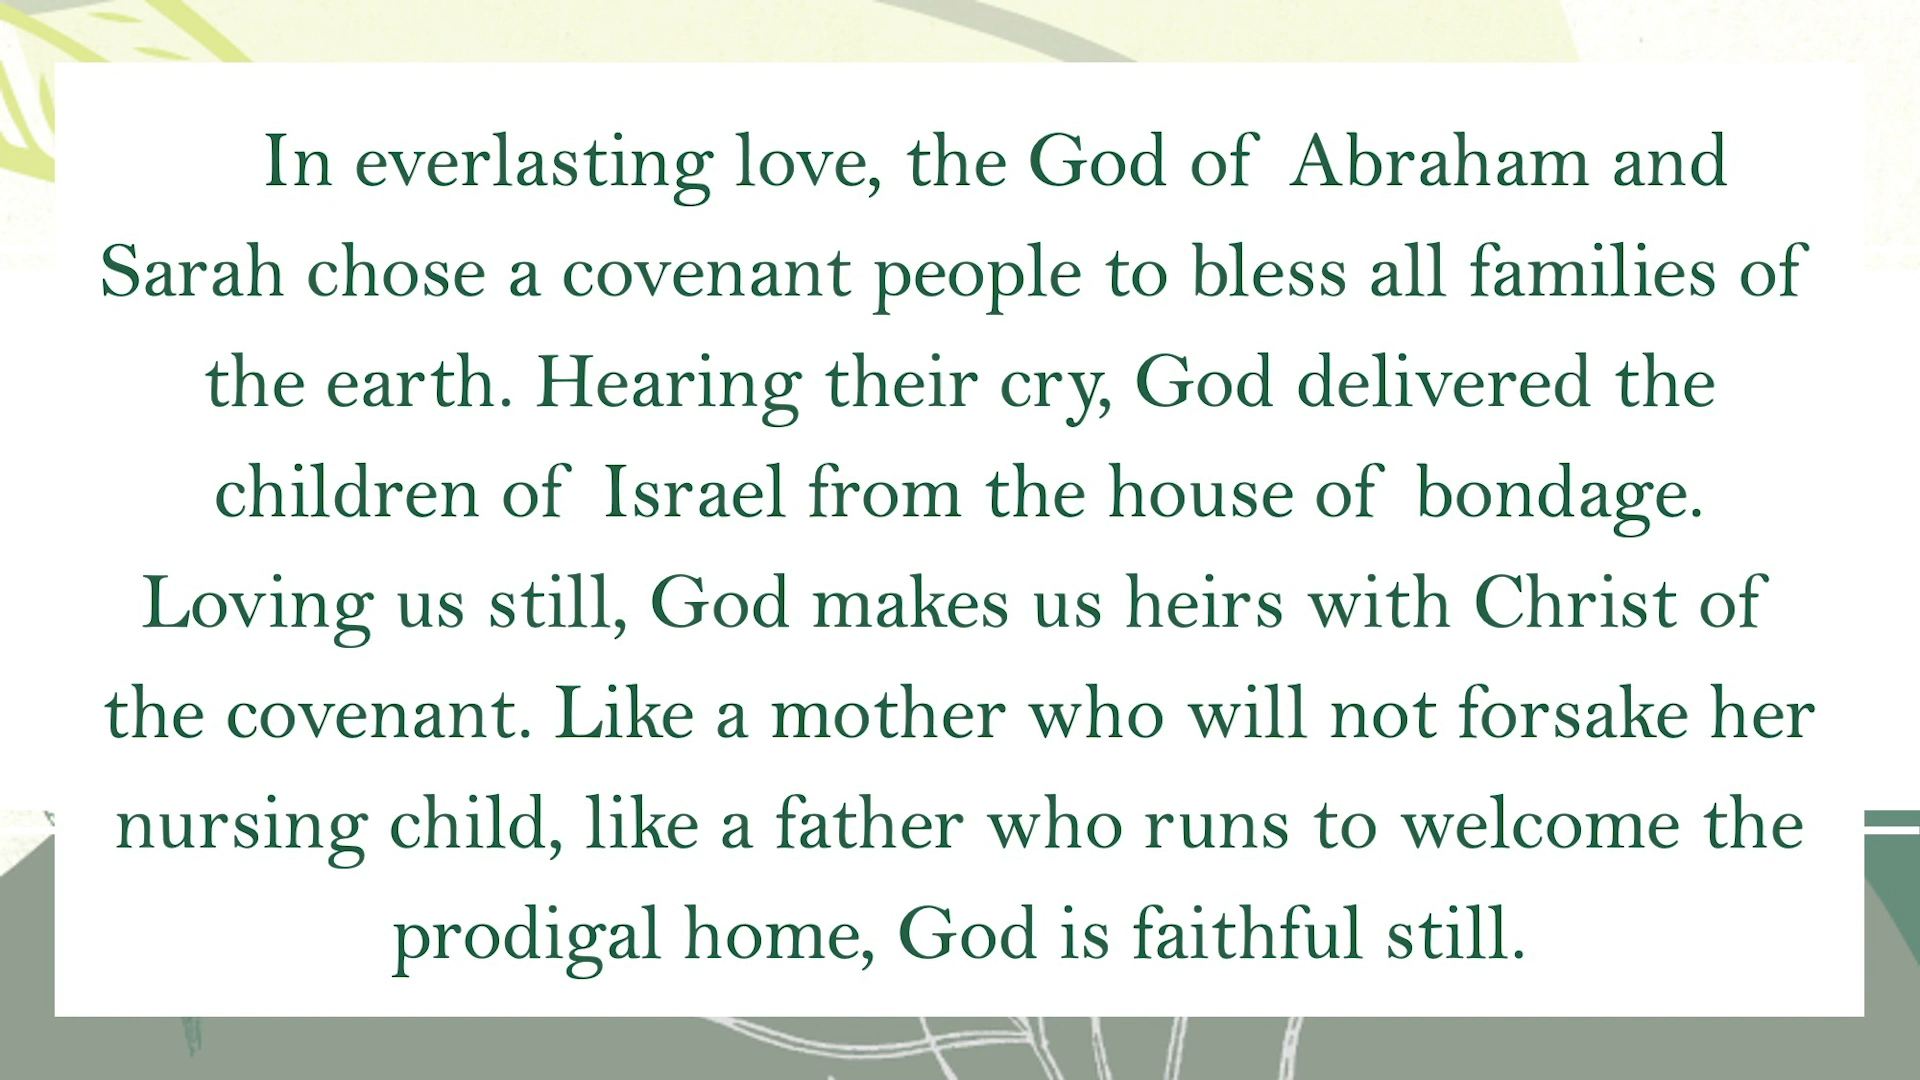 In everlasting love, the God of Abraham and
Sarah chose a covenant people to bless all families of
the earth. Hearing their cry, God delivered the
children of Israel from the house of bondage.
Loving us still, God makes us heirs with Christ of
the covenant. Like a mother who will not forsake her
nursing child, like a father who runs to welcome the
prodigal home, God is faithful still.